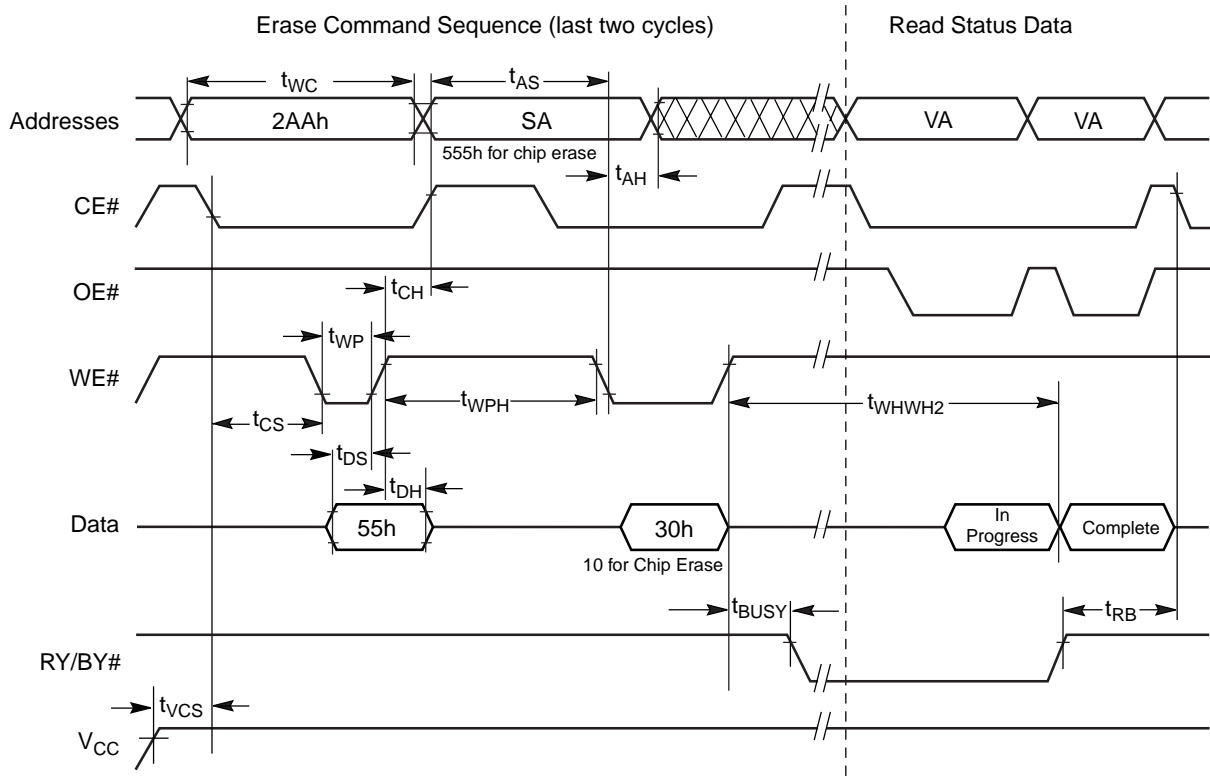 Erase Command Sequence (last two cycles)
Read Status Data
tWC
tAS
Addresses
2AAh
SA
VA
VA
555h for chip erase
tAH
CE#
OE#
tCH
tWP
WE#
tWPH
tWHWH2
tCS
tDS
tDH
Data
55h
30h
In
Progress
Complete
10 for Chip Erase
tBUSY
tRB
RY/BY#
tVCS
VCC